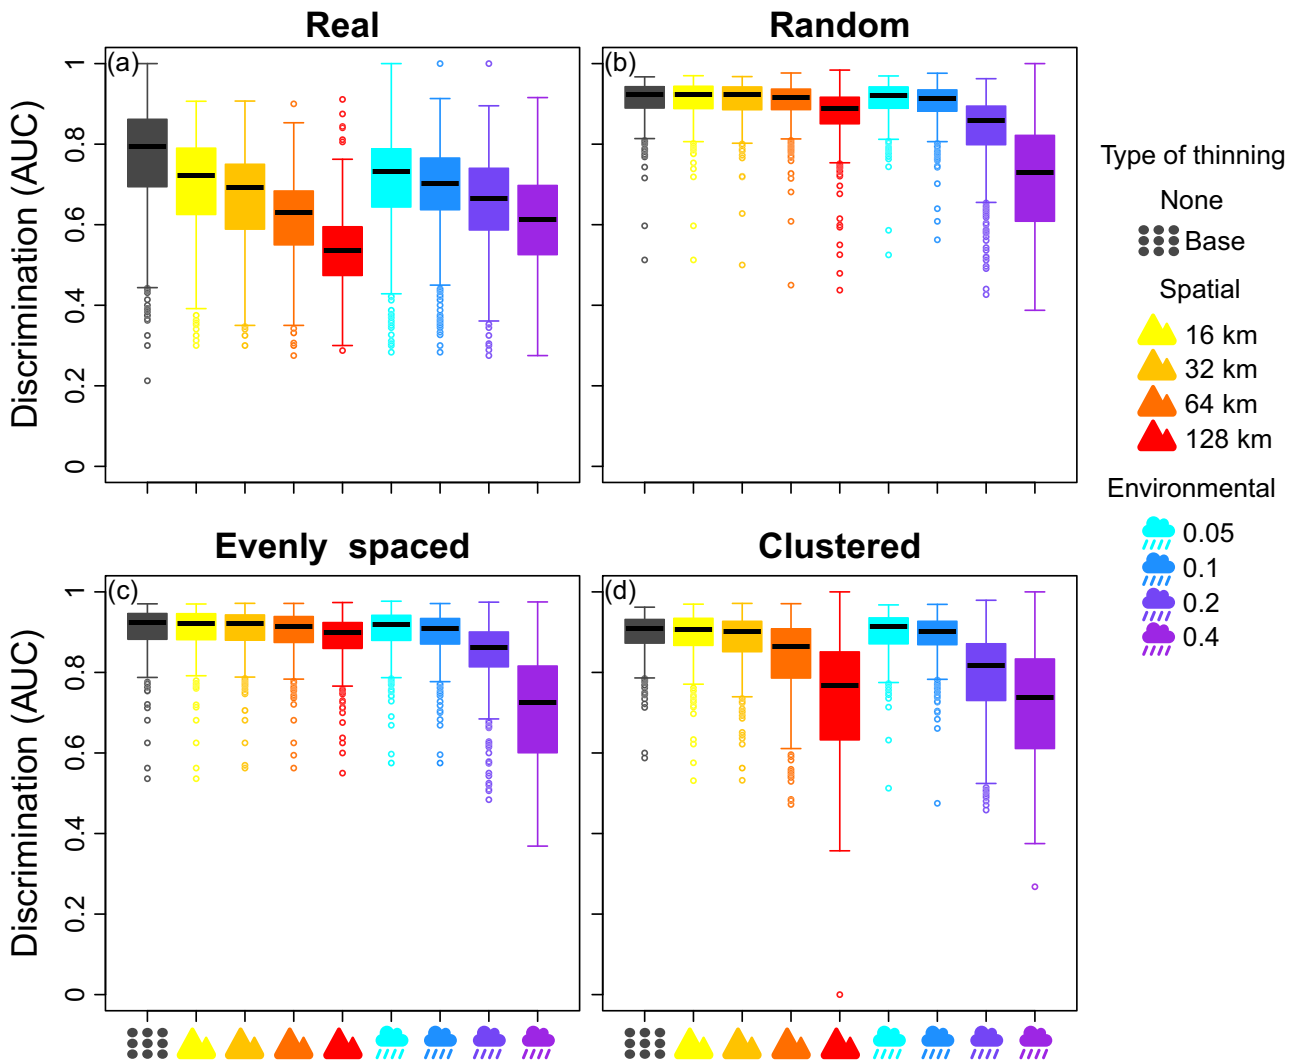 Real
Random
(a)
(b)
Discrimination (AUC)
1
0.8
0.6
0.4
0.2
0
Type of thinning
None
Base
Spatial
16 km
32 km
64 km
128 km
Environmental
0.05
0.1
0.2
0.4
Evenly spaced
Clustered
(c)
(d)
Discrimination (AUC)
1
0.8
0.6
0.4
0.2
0